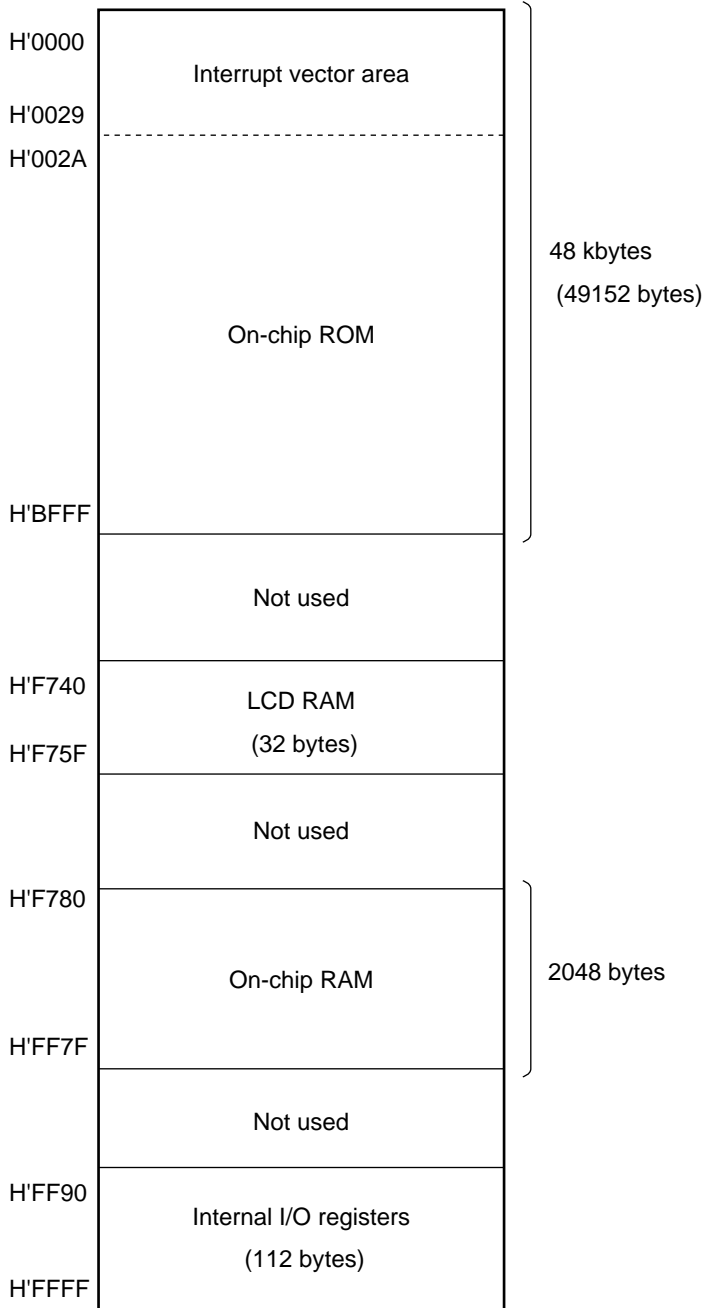 H'0000
Interrupt vector area
H'0029
H'002A
48 kbytes
(49152 bytes)
On-chip ROM
H'BFFF
Not used
H'F740
LCD RAM
(32 bytes)
H'F75F
Not used
H'F780
On-chip RAM
2048 bytes
H'FF7F
Not used
H'FF90
Internal I/O registers
(112 bytes)
H'FFFF